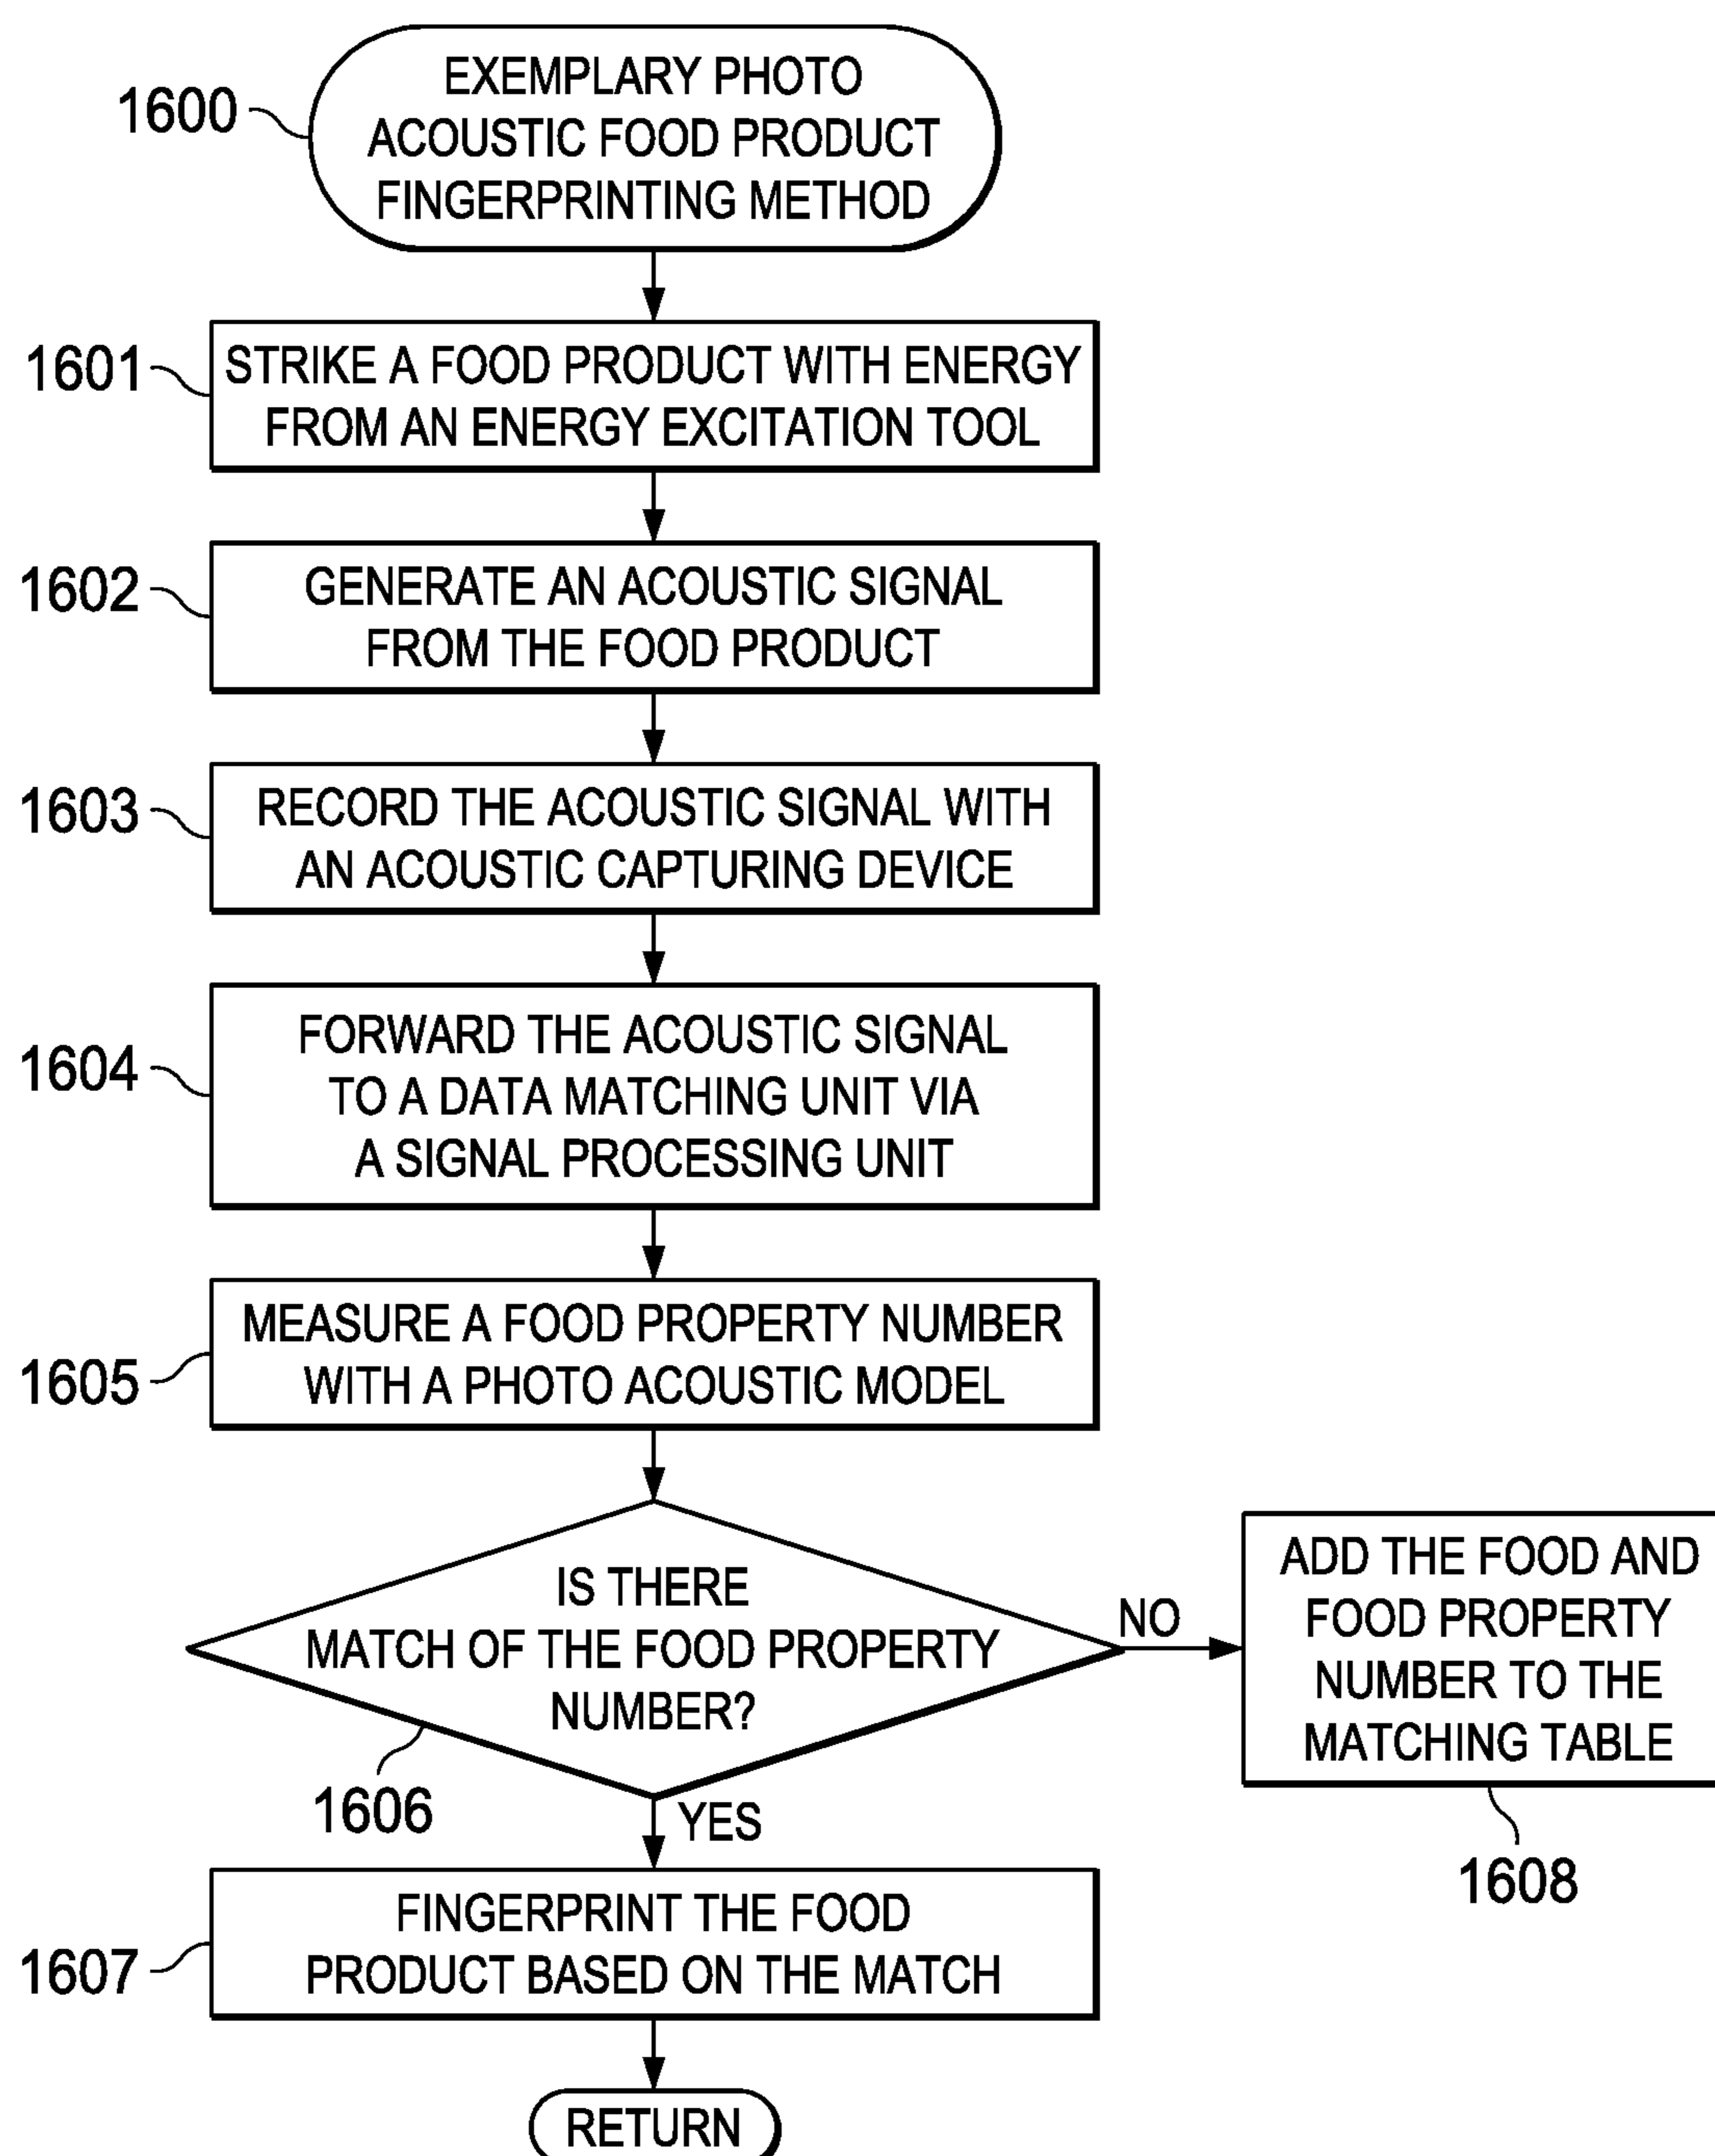 EXEMPLARY PHOTO
ACOUSTIC FOOD PRODUCT
FINGERPRINTING METHOD
1600
1601
STRIKE A FOOD PRODUCT WITH ENERGY
FROM AN ENERGY EXCITATION TOOL
1602
GENERATE AN ACOUSTIC SIGNAL
FROM THE FOOD PRODUCT
1603
RECORD THE ACOUSTIC SIGNAL WITH
AN ACOUSTIC CAPTURING DEVICE
1604
FORWARD THE ACOUSTIC SIGNAL
TO A DATA MATCHING UNIT VIA
A SIGNAL PROCESSING UNIT
1605
MEASURE A FOOD PROPERTY NUMBER
WITH A PHOTO ACOUSTIC MODEL
IS THERE
MATCH OF THE FOOD PROPERTY
NUMBER?
1606
NO
ADD THE FOOD AND
FOOD PROPERTY
NUMBER TO THE
MATCHING TABLE
1608
YES
1607
FINGERPRINT THE FOOD
PRODUCT BASED ON THE MATCH
RETURN